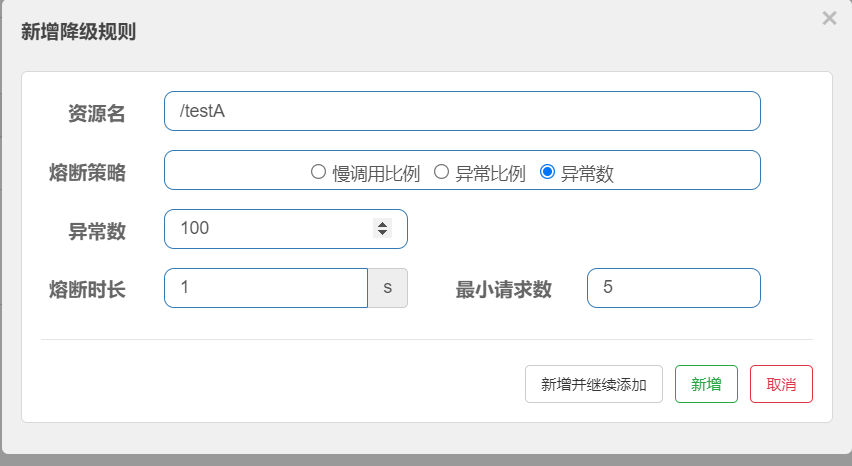 新增降级规则
×
资源名 /testA
熔断策略 慢调用比例 异常比例 异常数
异常数 100
熔断时长 1 s 最小请求数 5
新增并继续添加 新增 取消